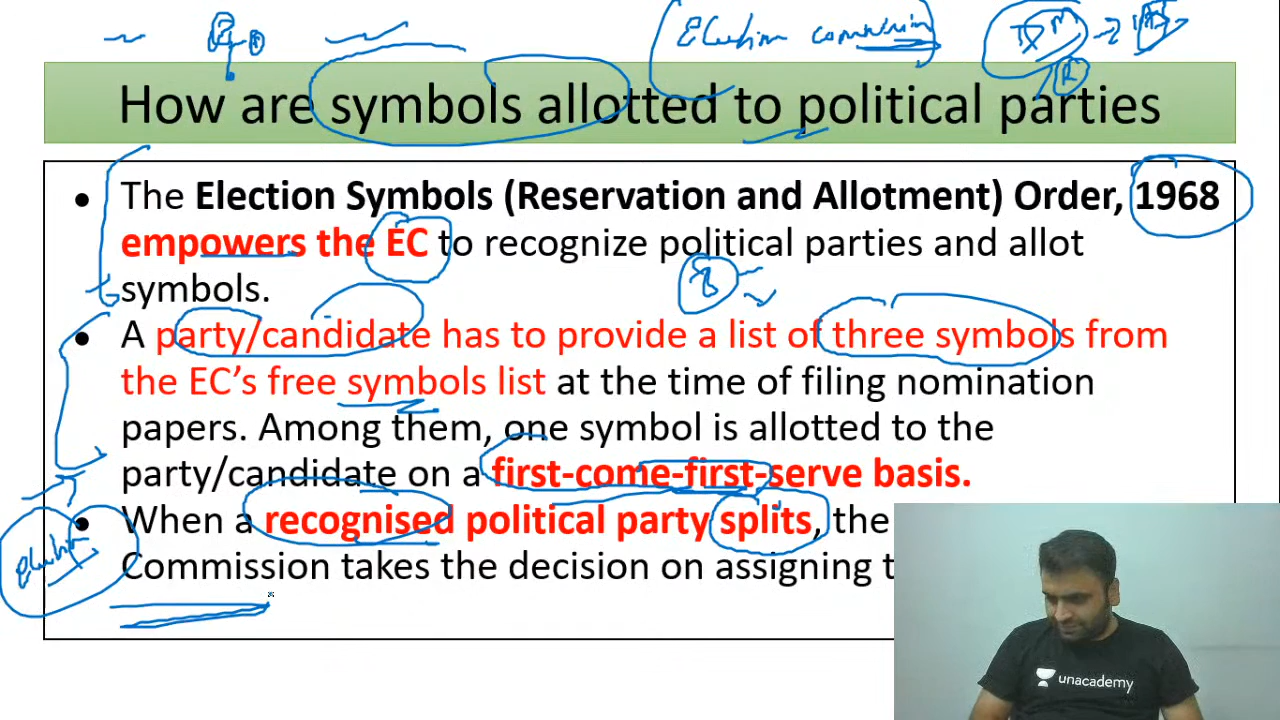 Election commission
How are symbols allotted to political parties
• The Election Symbols (Reservation and Allotment) Order, 1968
empowers the EC to recognize political parties and allot
symbols.
• A party/candidate has to provide a list of three symbols from
the EC’s free symbols list at the time of filing nomination
papers. Among them, one symbol is allotted to the
party/candidate on a first-come-first-serve basis.
• When a recognised political party splits, the
Election
Commission takes the decision on assigning
unacademy